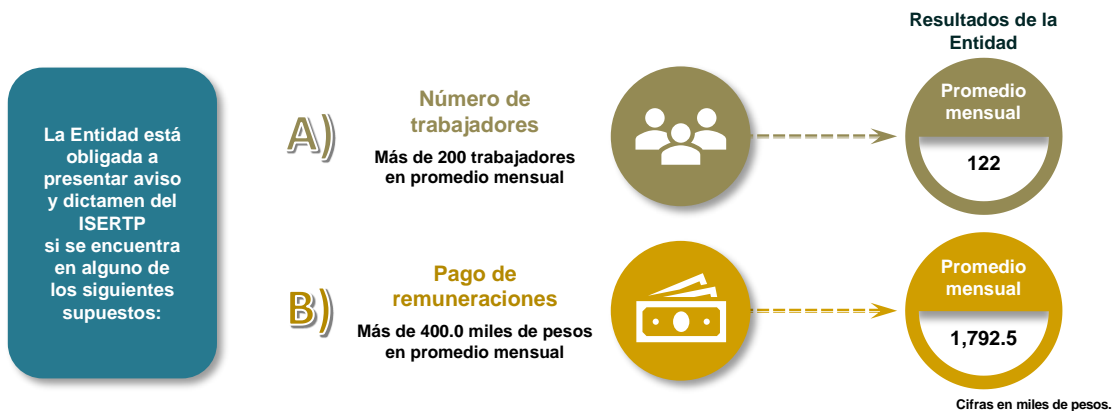 La Entidad está
obligada a
presentar aviso
y dictamen del
ISERTP
si se encuentra
en alguno de
los siguientes
supuestos:
A)
Número de
trabajadores
Más de 200 trabajadores
en promedio mensual
Resultados de la
Entidad
Promedio
mensual
122
B)
Pago de
remuneraciones
Más de 400.0 miles de pesos
en promedio mensual
Promedio
mensual
1,792.5
Cifras en miles de pesos.